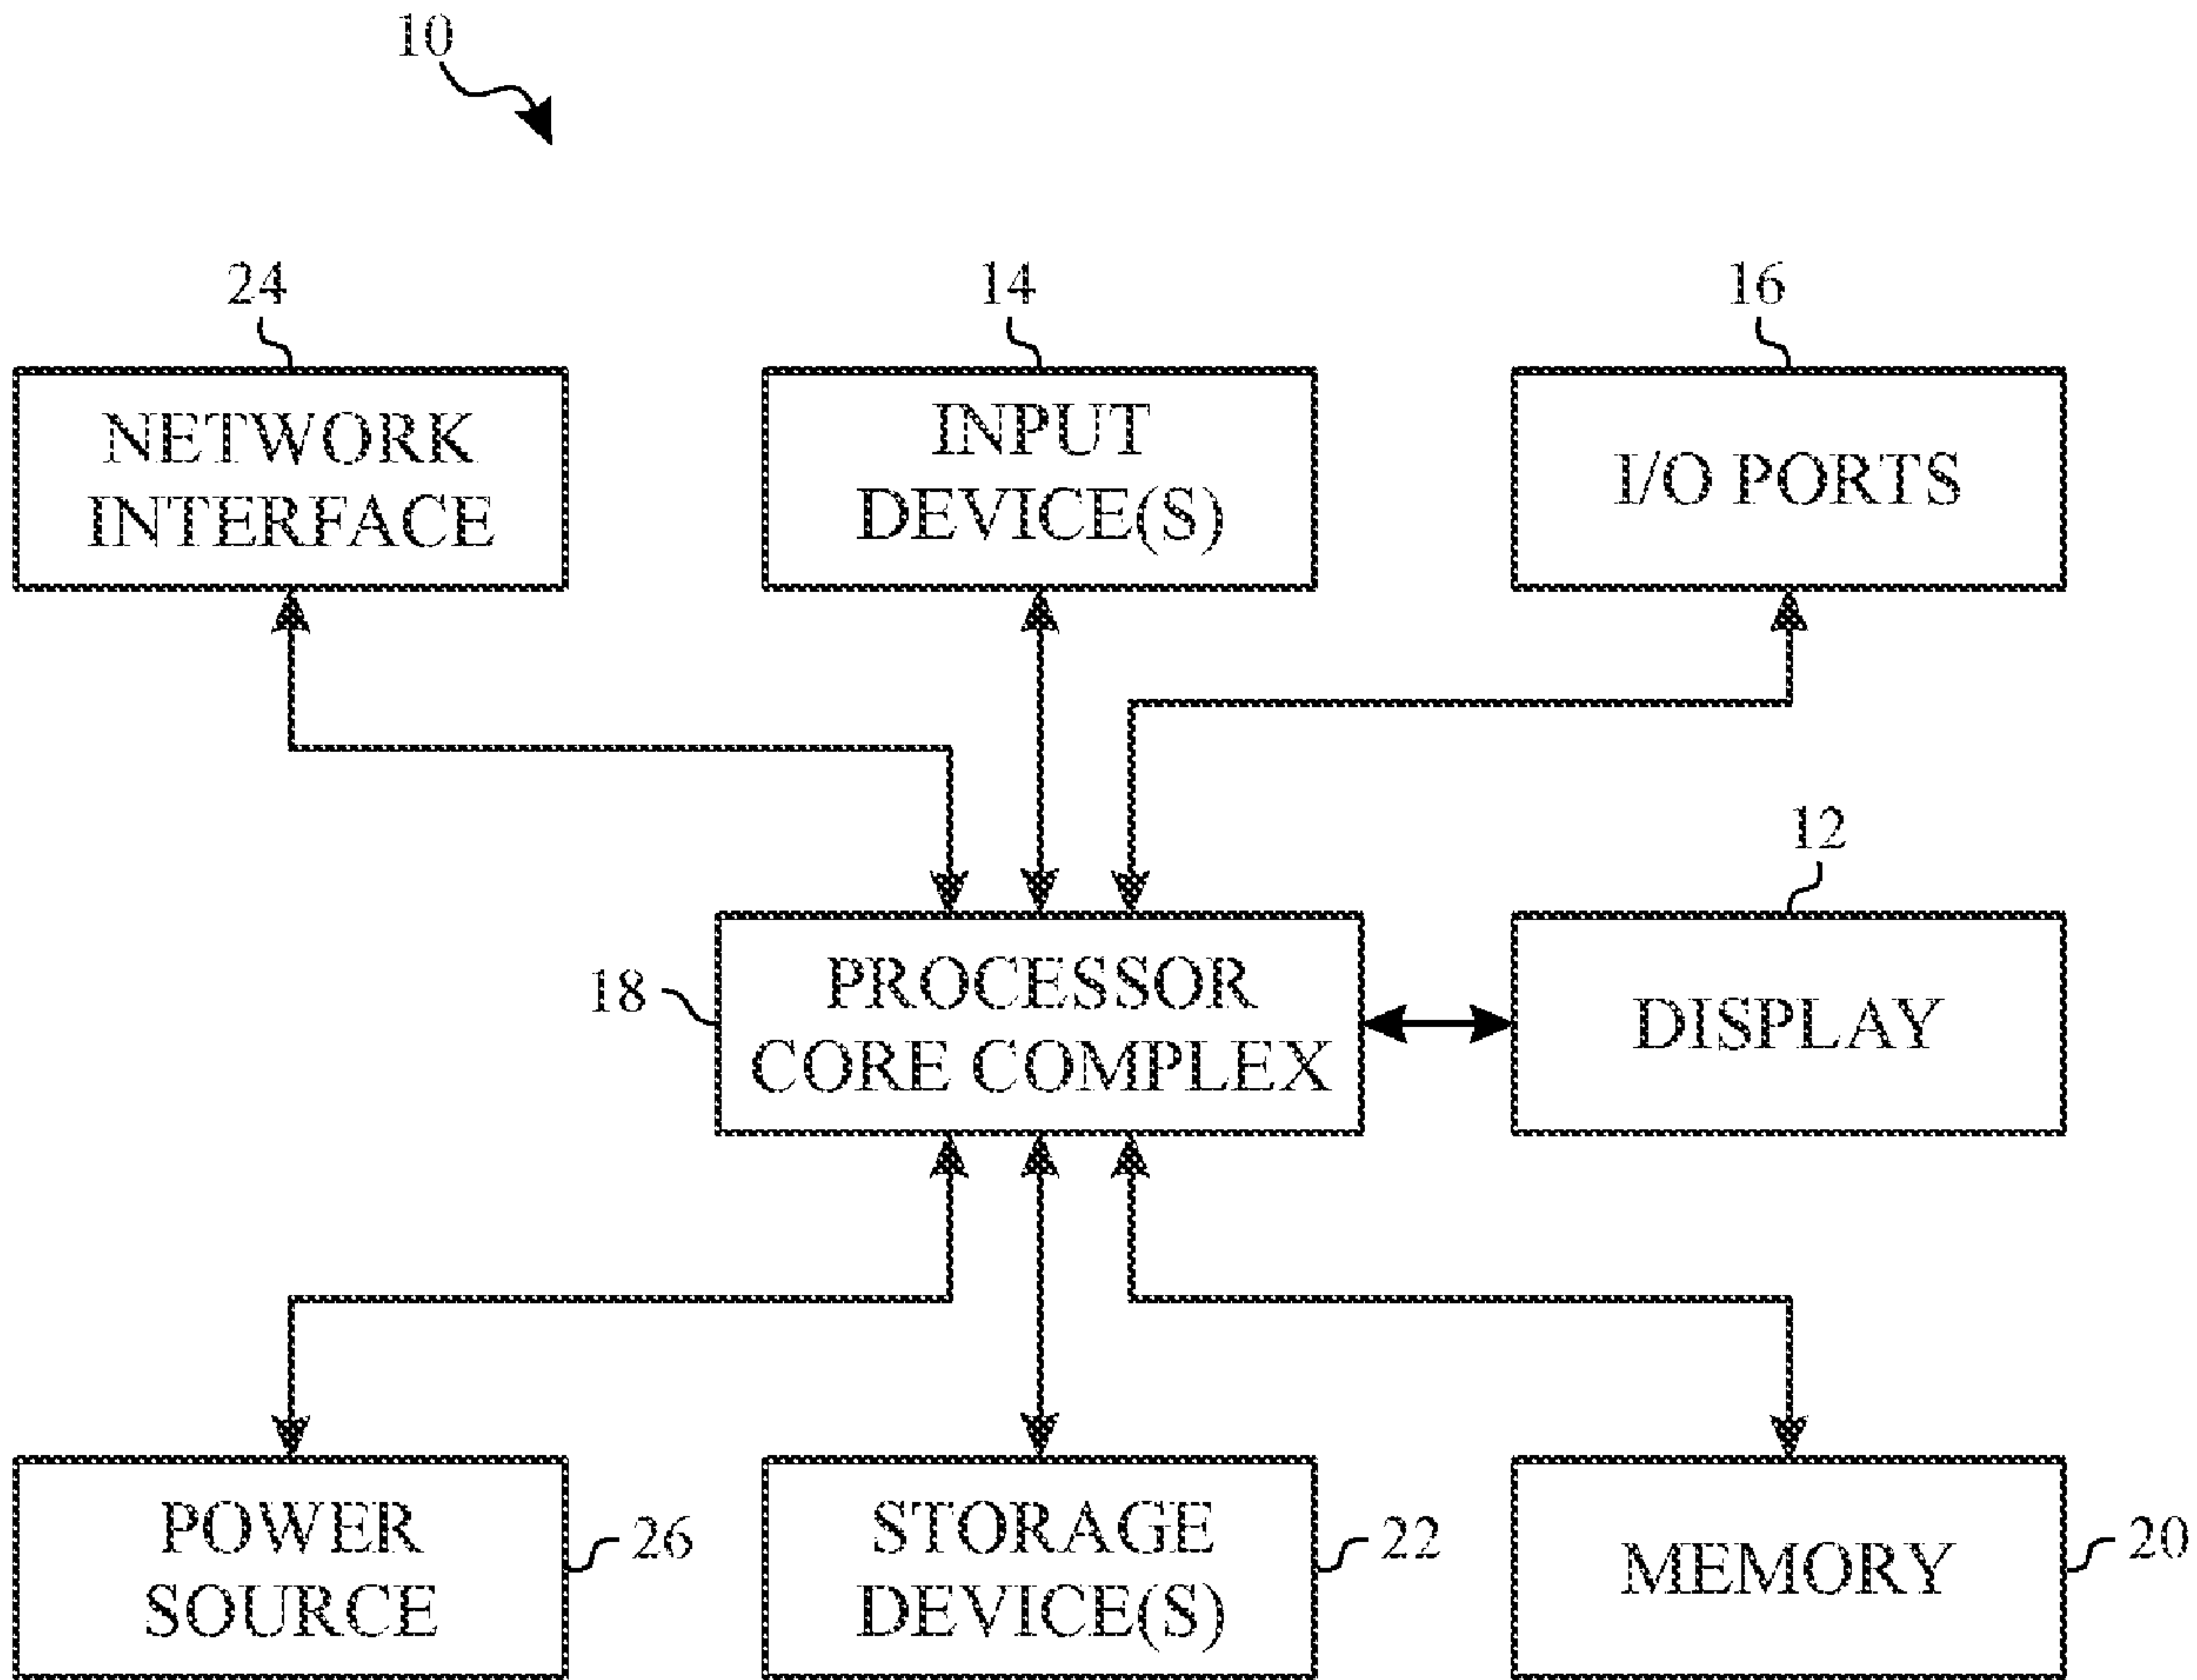 10
24
14
16
NETWORK
INTERFACE
INPUT
DEVICE(S)
I/O PORTS
12
18
PROCESSOR
CORE COMPLEX
DISPLAY
POWER
SOURCE
26
STORAGE
DEVICE(S)
22
MEMORY
20